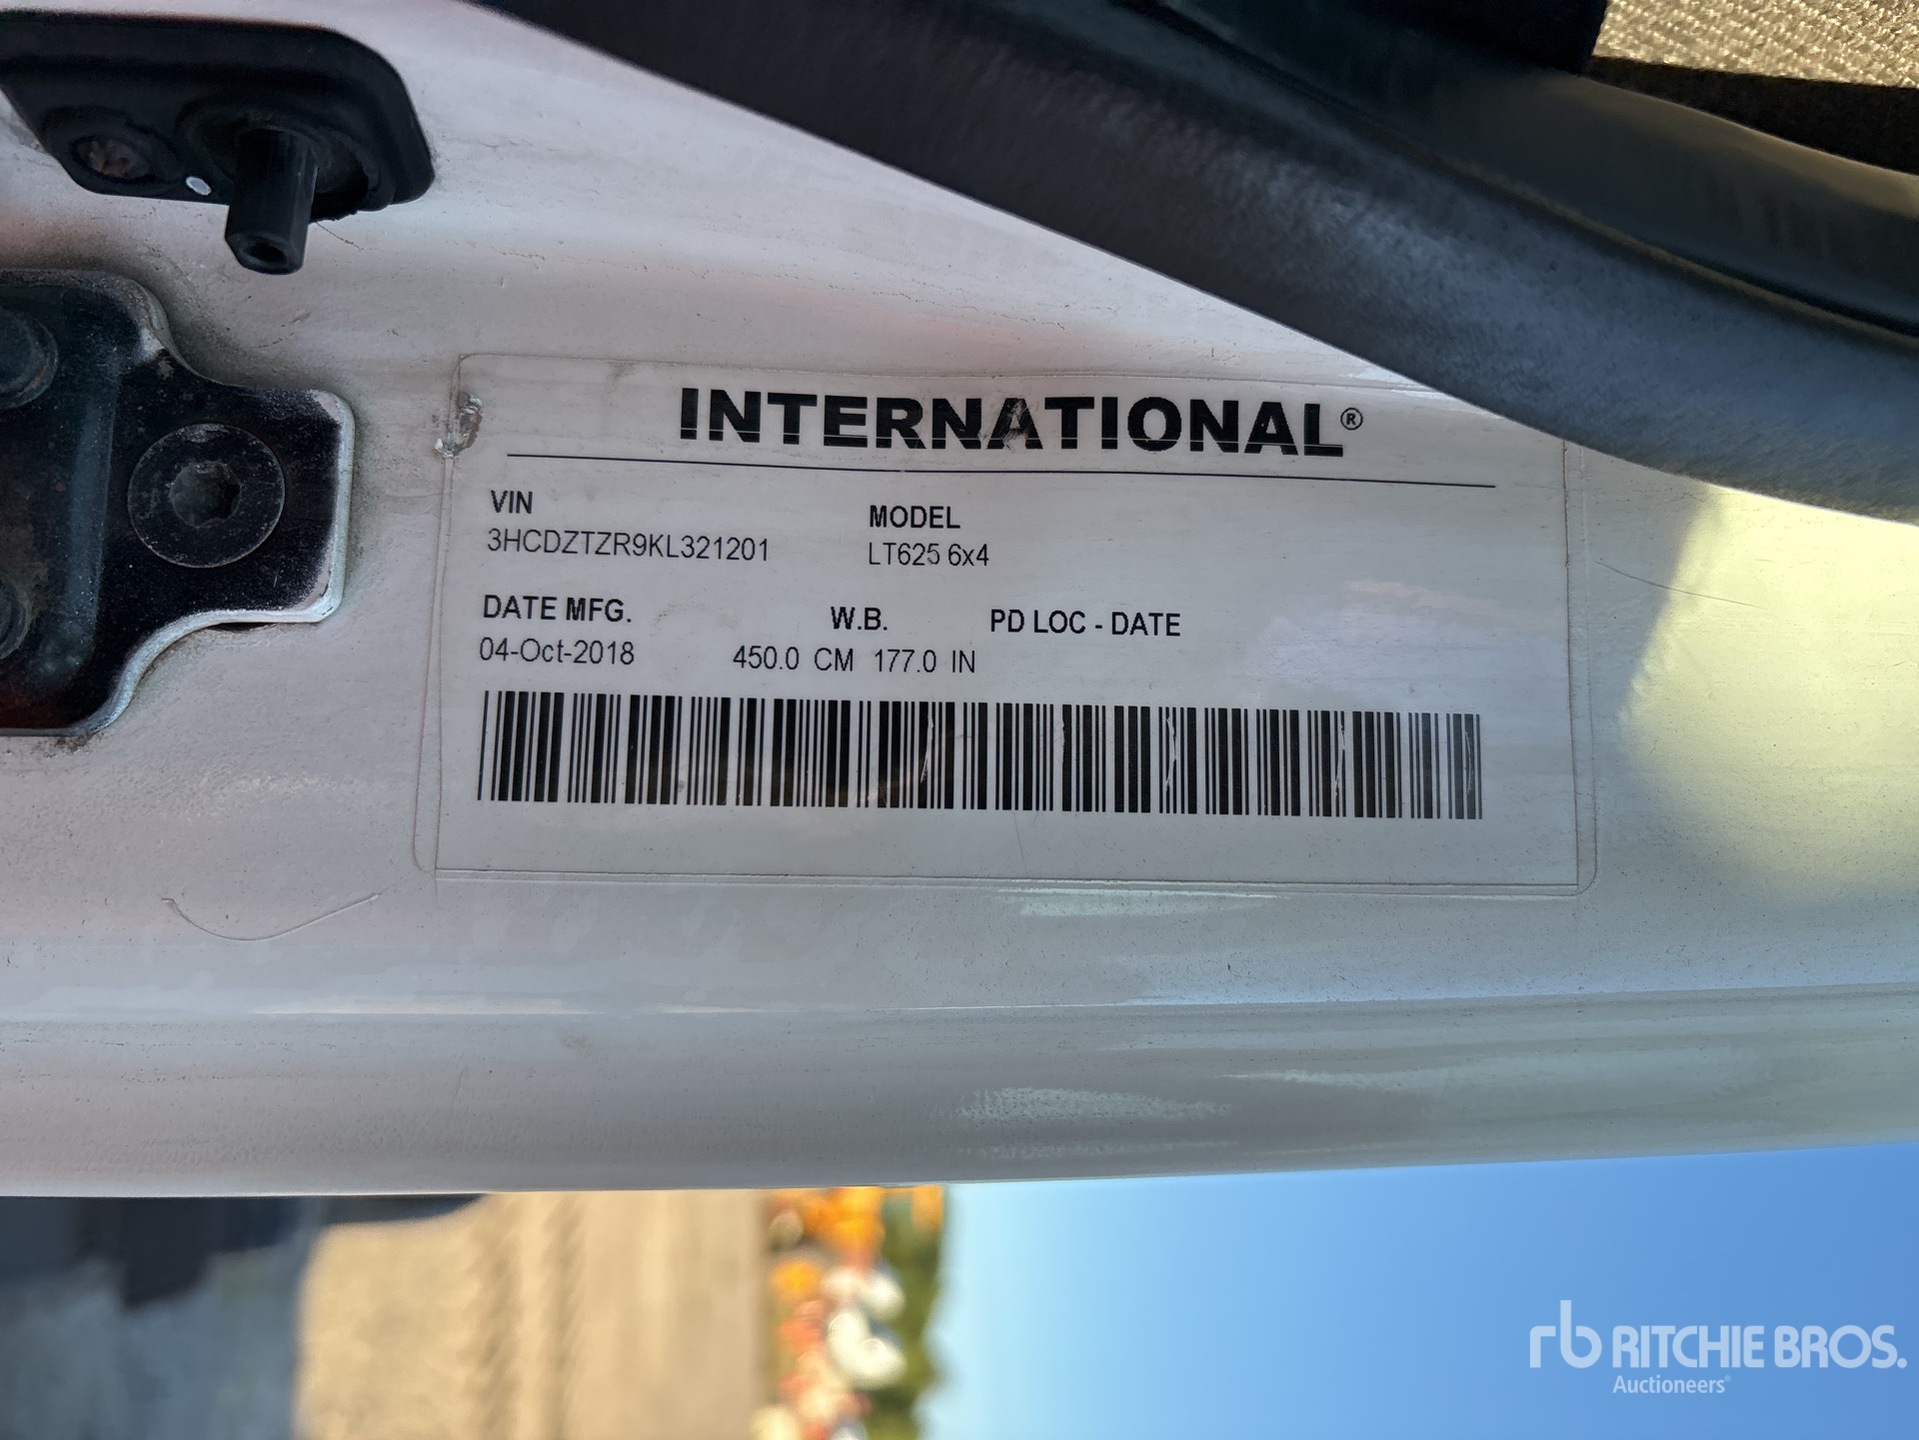 INTERNATIONAL®
VIN MODEL
3HCDZTZR9KL321201 LT625 6x4
DATE MFG. W.B. PD LOC - DATE
04-Oct-2018 450.0 CM 177.0 IN
rb RITCHIE BROS.
Auctioneers®